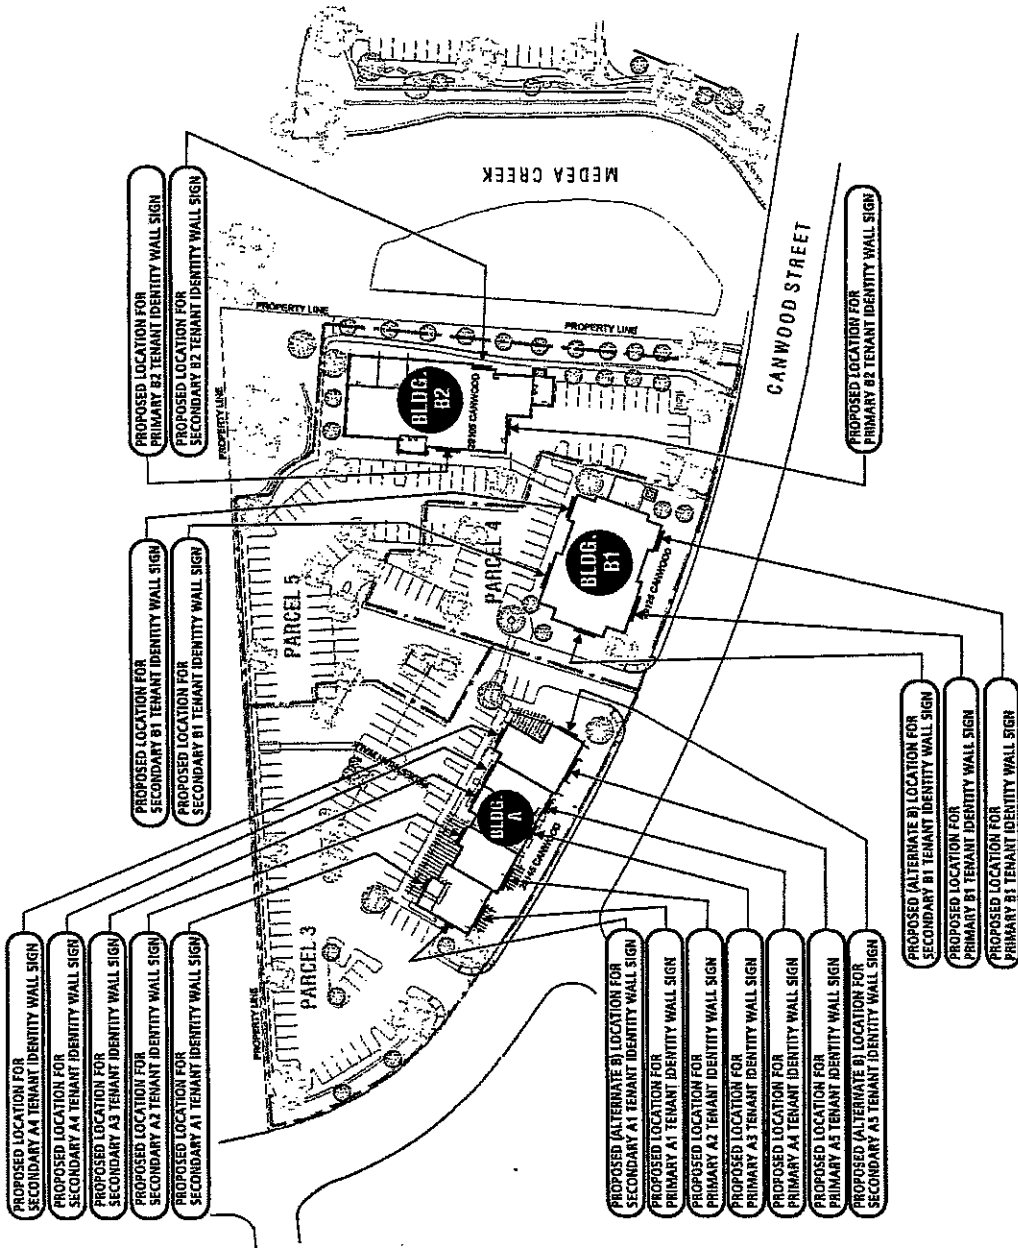 PROPOSED LOCATION FOR
SECONDARY A4 TENANT IDENTITY WALL SIGN
PROPOSED LOCATION FOR
SECONDARY A4 TENANT IDENTITY WALL SIGN
PROPOSED LOCATION FOR
SECONDARY A3 TENANT IDENTITY WALL SIGN
PROPOSED LOCATION FOR
SECONDARY A2 TENANT IDENTITY WALL SIGN
PROPOSED LOCATION FOR
SECONDARY A1 TENANT IDENTITY WALL SIGN
PROPOSED LOCATION FOR
SECONDARY B1 TENANT IDENTITY WALL SIGN
PROPOSED LOCATION FOR
SECONDARY B1 TENANT IDENTITY WALL SIGN
PROPOSED LOCATION FOR
PRIMARY B2 TENANT IDENTITY WALL SIGN
PROPOSED LOCATION FOR
SECONDARY B2 TENANT IDENTITY WALL SIGN
PROPERTY LINE
PROPERTY LINE
PROPERTY LINE
PROPERTY LINE
PARCEL 3
PARCEL 5
PARCEL 4
BLDG.
A
CANWOOD
BLDG.
B1
CANWOOD
BLDG.
B2
CANWOOD
MEDEA CREEK
CANWOOD STREET
PROPOSED (ALTERNATE B) LOCATION FOR
SECONDARY A1 TENANT IDENTITY WALL SIGN
PROPOSED LOCATION FOR
PRIMARY A1 TENANT IDENTITY WALL SIGN
PROPOSED LOCATION FOR
PRIMARY A2 TENANT IDENTITY WALL SIGN
PROPOSED LOCATION FOR
PRIMARY A3 TENANT IDENTITY WALL SIGN
PROPOSED LOCATION FOR
PRIMARY A4 TENANT IDENTITY WALL SIGN
PROPOSED LOCATION FOR
PRIMARY A5 TENANT IDENTITY WALL SIGN
PROPOSED (ALTERNATE B) LOCATION FOR
SECONDARY A5 TENANT IDENTITY WALL SIGN
PROPOSED (ALTERNATE B) LOCATION FOR
SECONDARY B1 TENANT IDENTITY WALL SIGN
PROPOSED LOCATION FOR
PRIMARY B1 TENANT IDENTITY WALL SIGN
PROPOSED LOCATION FOR
PRIMARY B1 TENANT IDENTITY WALL SIGN
PROPOSED LOCATION FOR
PRIMARY B2 TENANT IDENTITY WALL SIGN